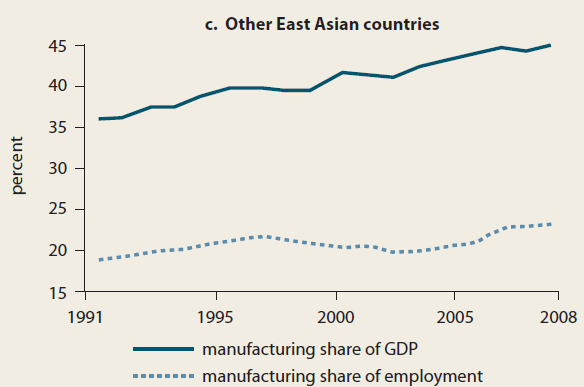 c. Other East Asian countries
45
40
35
30
25
20
15
percent
1991 1995 2000 2005 2008
manufacturing share of GDP
manufacturing share of employment